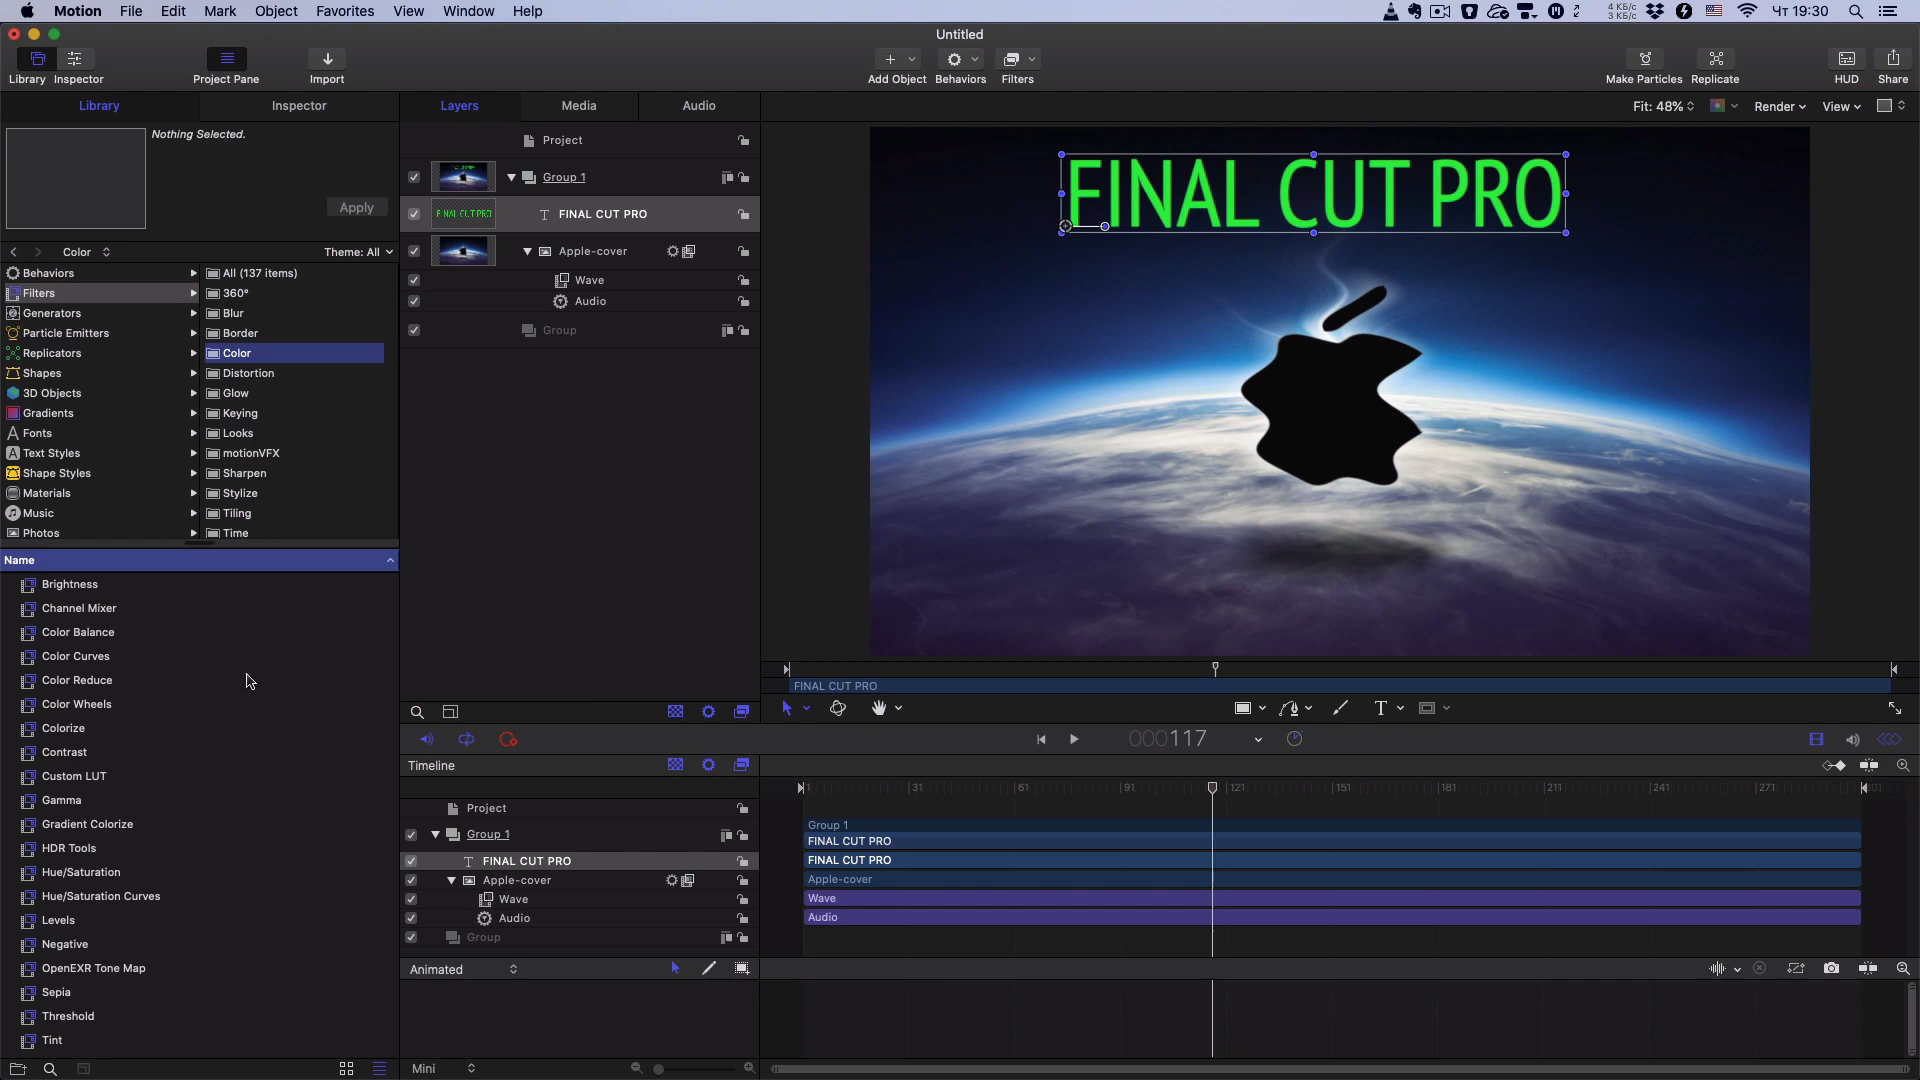 Motion File Edit Mark Object Favorites View Window Help
4 КБ/с
3 КБ/с
Чт 19:30
Untitled
Library Inspector Project Pane Import Add Object Behaviors Filters Make Particles Replicate HUD Share
Library Inspector Layers Media Audio Fit: 48% Render View
Nothing Selected.
Apply
Color Theme: All
Behaviors
Filters
Generators
Particle Emitters
Replicators
Shapes
3D Objects
Gradients
Fonts
Text Styles
Shape Styles
Materials
Music
Photos
All (137 items)
360°
Blur
Border
Color
Distortion
Glow
Keying
Looks
motionVFX
Sharpen
Stylize
Tiling
Time
Name
Brightness
Channel Mixer
Color Balance
Color Curves
Color Reduce
Color Wheels
Colorize
Contrast
Custom LUT
Gamma
Gradient Colorize
HDR Tools
Hue/Saturation
Hue/Saturation Curves
Levels
Negative
OpenEXR Tone Map
Sepia
Threshold
Tint
Project
Group 1
FINAL CUT PRO
FINAL CUT PRO
Apple-cover
Wave
Audio
Group
FINAL CUT PRO
FINAL CUT PRO
000117
Timeline
1 31 61 91 121 151 181 211 241 271 301
Project
Group 1
FINAL CUT PRO
Apple-cover
Wave
Audio
Group
Group 1
FINAL CUT PRO
FINAL CUT PRO
Apple-cover
Wave
Audio
Animated
Mini